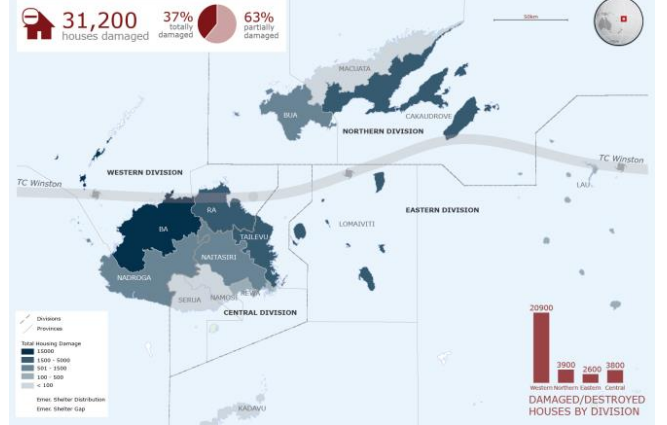 31,200
houses damaged
37%
totally
damaged
63%
partially
damaged
50km
MACUATA
BUA
CAKAUDROVE
NORTHERN DIVISION
WESTERN DIVISION
TC Winston
TC Winston
LAU
RA
EASTERN DIVISION
BA
LOMAIVITI
TAILEVU
NAITASIRI
NADROGA
SERUA
NAMOSI
REWA
CENTRAL DIVISION
KADAVU
Divisions
Provinces
Total Housing Damage
15000
1500 - 5000
501 - 1500
100 - 500
< 100
Emer. Shelter Distribution
Emer. Shelter Gap
20900
3900
2600
3800
Western
Northern
Eastern
Central
DAMAGED/DESTROYED
HOUSES BY DIVISION